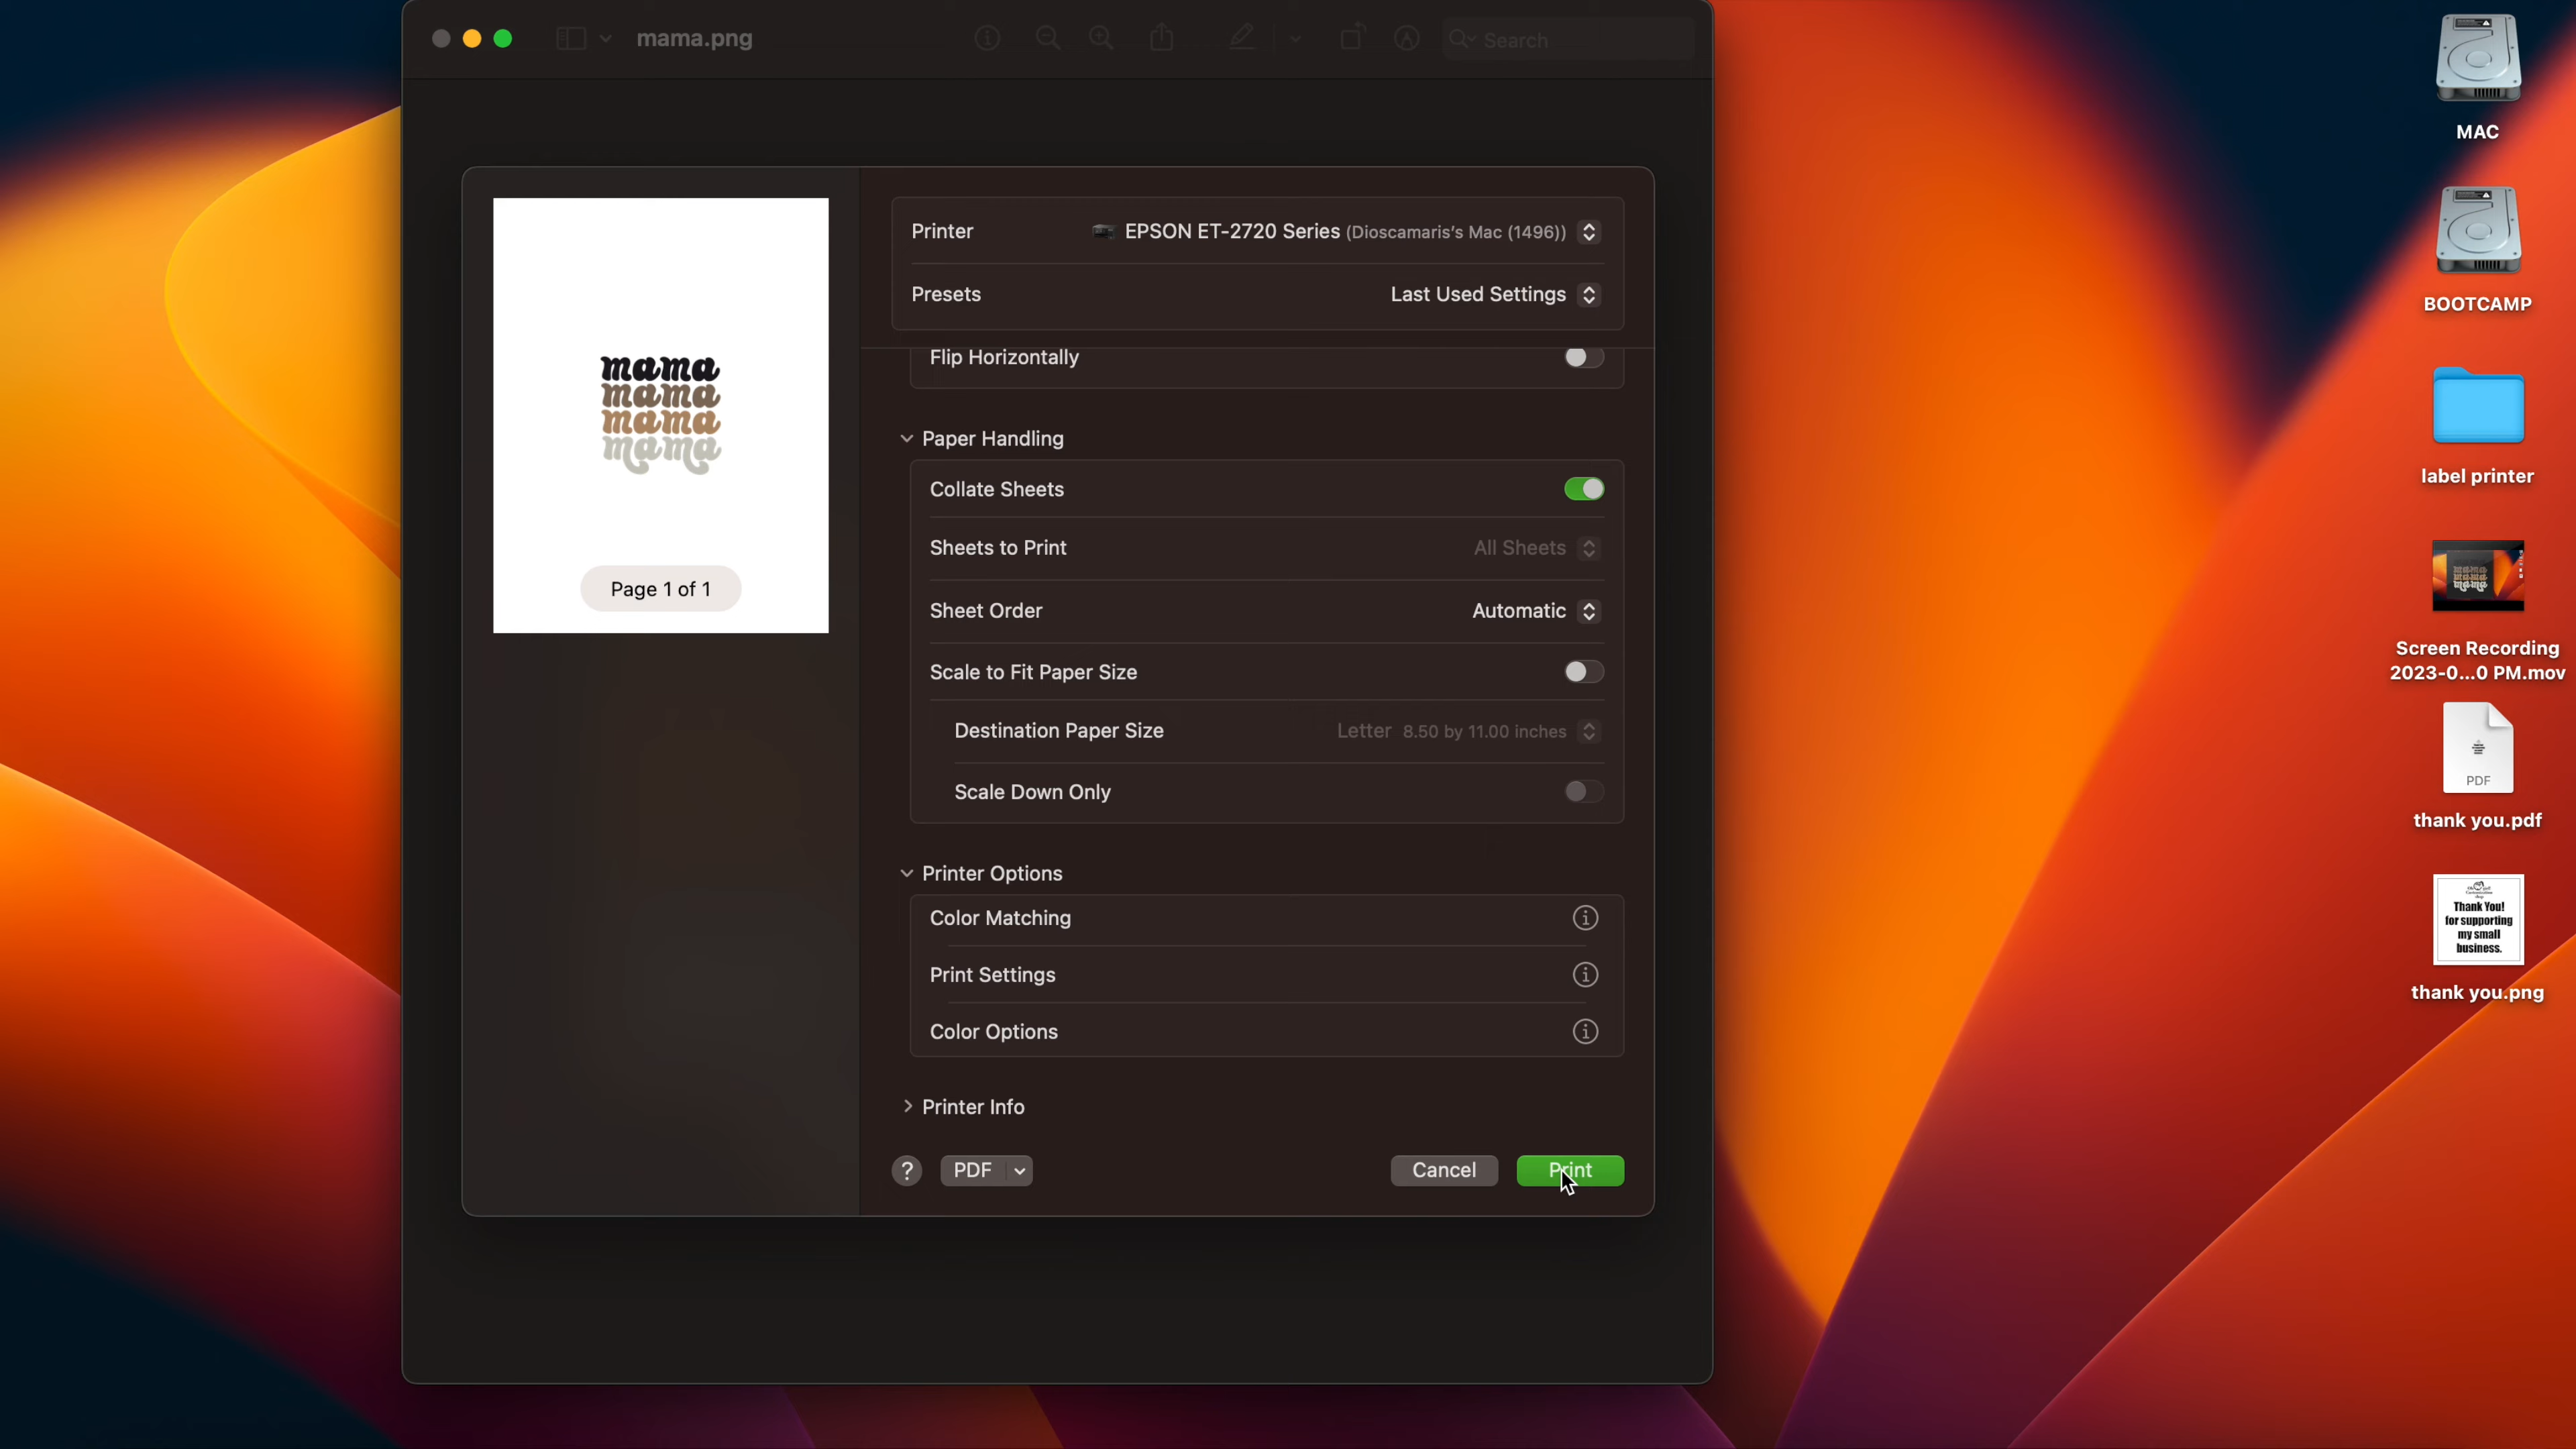 mama.png
Search
mama
mama
mama
mama
Page 1 of 1
Printer
EPSON ET-2720 Series (Dioscamaris's Mac (1496))
Presets
Last Used Settings
Flip Horizontally
Paper Handling
Collate Sheets
Sheets to Print
All Sheets
Sheet Order
Automatic
Scale to Fit Paper Size
Destination Paper Size
Letter 8.50 by 11.00 inches
Scale Down Only
Printer Options
Color Matching
Print Settings
Color Options
Printer Info
?
PDF
Cancel
Print
MAC
BOOTCAMP
label printer
Screen Recording
2023-0...0 PM.mov
PDF
thank you.pdf
Thank You!
for supporting
my small
business.
thank you.png